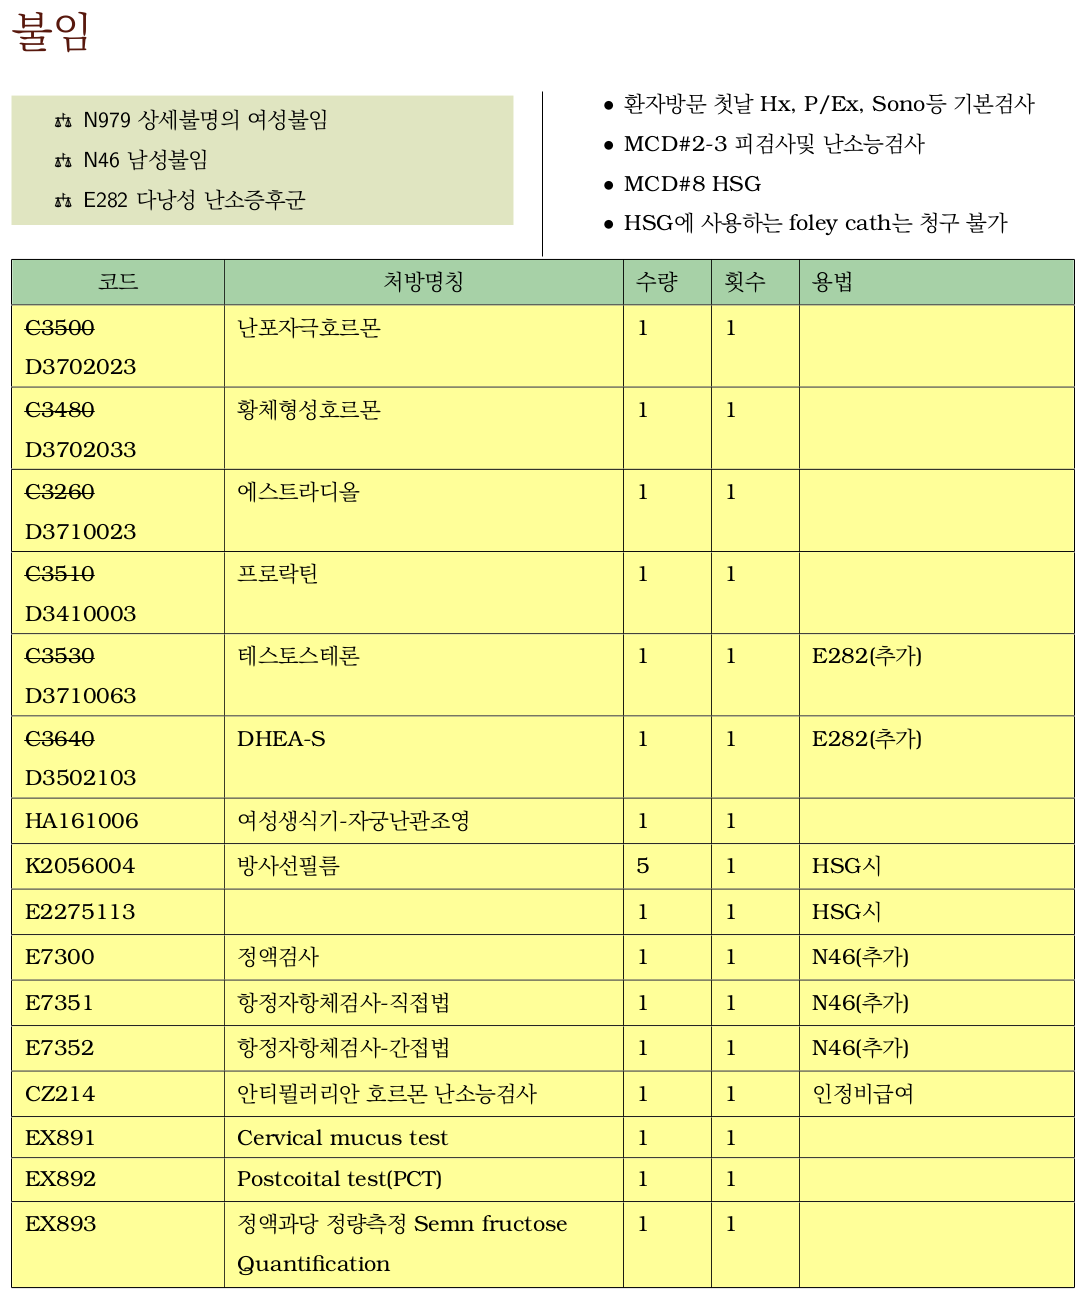 불임
N979 상세불명의 여성불임
N46 남성불임
E282 다낭성 난소증후군
• 환자방문 첫날 Hx, P/Ex, Sono등 기본검사
• MCD#2-3 피검사및 난소능검사
• MCD#8 HSG
• HSG에 사용하는 foley cath는 청구 불가
코드 처방명칭 수량 횟수 용법
C3500 난포자극호르몬 1 1
D3702023
C3480 황체형성호르몬 1 1
D3702033
C3260 에스트라디올 1 1
D3710023
C3510 프로락틴 1 1
D3410003
C3530 테스토스테론 1 1 E282(추가)
D3710063
C3640 DHEA-S 1 1 E282(추가)
D3502103
HA161006 여성생식기-자궁난관조영 1 1
K2056004 방사선필름 5 1 HSG시
E2275113 1 1 HSG시
E7300 정액검사 1 1 N46(추가)
E7351 항정자항체검사-직접법 1 1 N46(추가)
E7352 항정자항체검사-간접법 1 1 N46(추가)
CZ214 안티뮐러리안 호르몬 난소능검사 1 1 인정비급여
EX891 Cervical mucus test 1 1
EX892 Postcoital test(PCT) 1 1
EX893 정액과당 정량측정 Semn fructose 1 1
Quantification